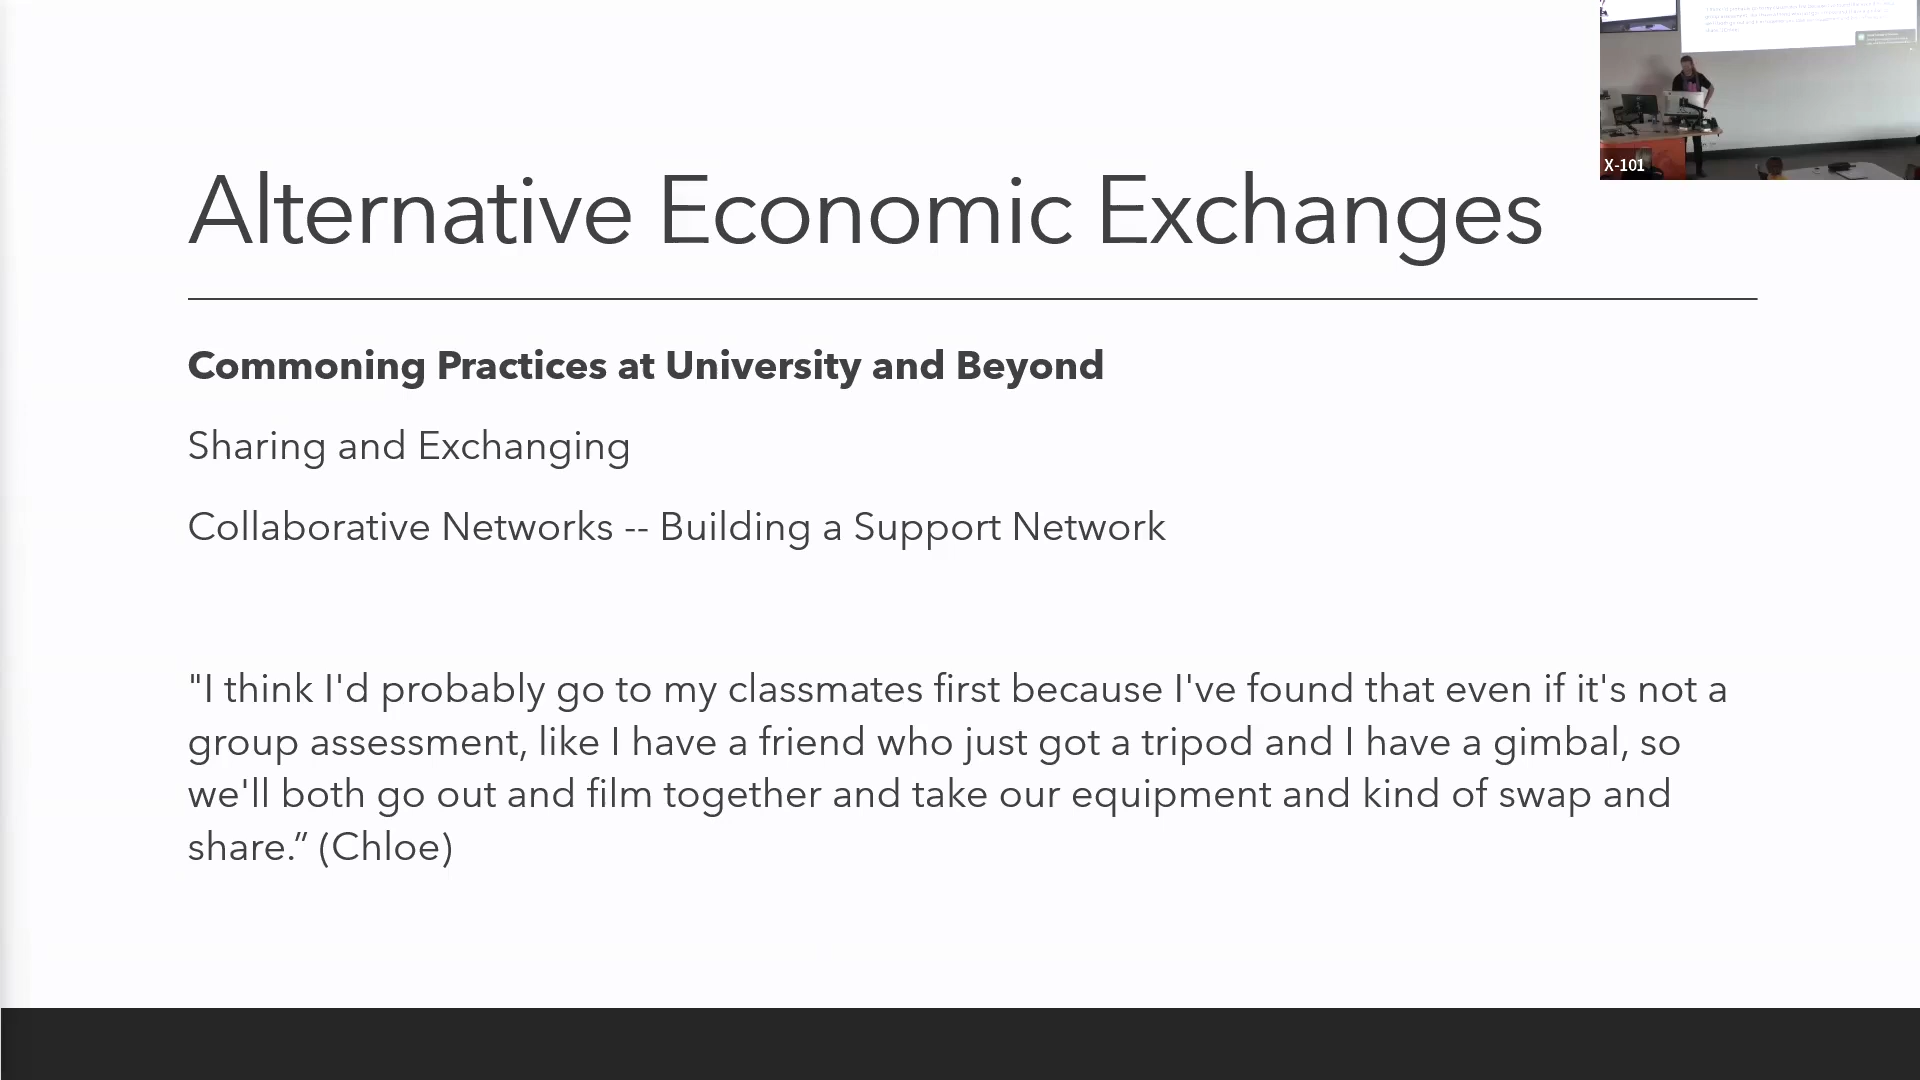 X-101
Alternative Economic Exchanges
Commoning Practices at University and Beyond
Sharing and Exchanging
Collaborative Networks -- Building a Support Network
"I think I'd probably go to my classmates first because I've found that even if it's not a
group assessment, like I have a friend who just got a tripod and I have a gimbal, so
we'll both go out and film together and take our equipment and kind of swap and
share.” (Chloe)